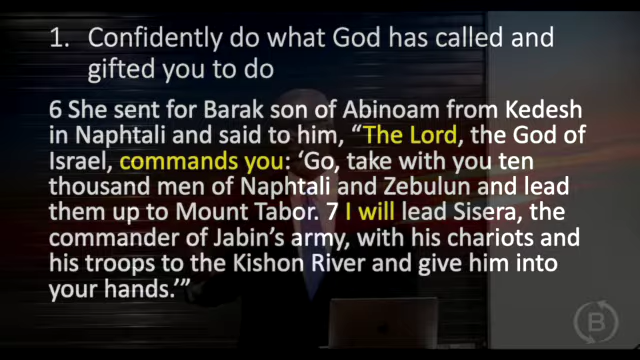 1. Confidently do what God has called and
gifted you to do
6 She sent for Barak son of Abinoam from Kedesh
in Naphtali and said to him, “The Lord, the God of
Israel, commands you: ‘Go, take with you ten
thousand men of Naphtali and Zebulun and lead
them up to Mount Tabor. 7 I will lead Sisera, the
commander of Jabin’s army, with his chariots and
his troops to the Kishon River and give him into
your hands.’”
B